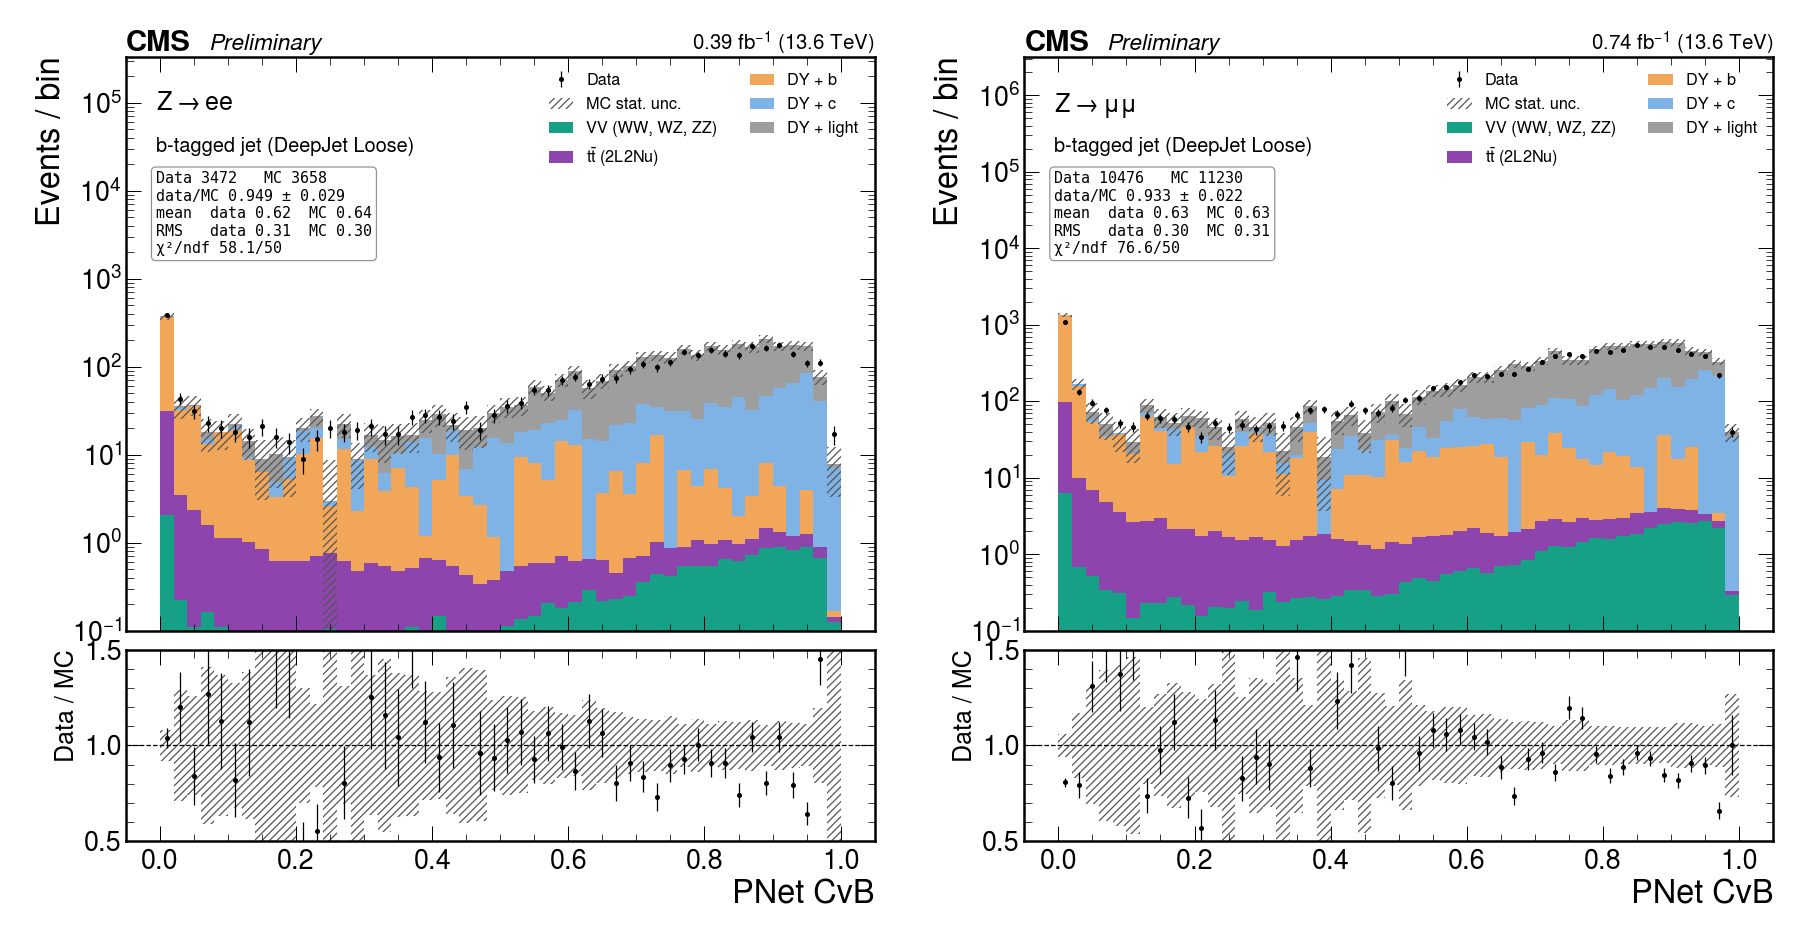 CMS Preliminary 0.39 fb⁻¹ (13.6 TeV)
Events / bin
Z→ee
b-tagged jet (DeepJet Loose)
Data 3472 MC 3658
data/MC 0.949 ± 0.029
mean data 0.62 MC 0.64
RMS data 0.31 MC 0.30
χ²/ndf 58.1/50
Data
MC stat. unc.
VV (WW, WZ, ZZ)
tt̄ (2L2Nu)
DY + b
DY + c
DY + light
10⁵
10⁴
10³
10²
10¹
10⁰
10⁻¹
Data / MC
1.5
1.0
0.5
0.0 0.2 0.4 0.6 0.8 1.0
PNet CvB
CMS Preliminary 0.74 fb⁻¹ (13.6 TeV)
Events / bin
Z→μμ
b-tagged jet (DeepJet Loose)
Data 10476 MC 11230
data/MC 0.933 ± 0.022
mean data 0.63 MC 0.63
RMS data 0.30 MC 0.31
χ²/ndf 76.6/50
Data
MC stat. unc.
VV (WW, WZ, ZZ)
tt̄ (2L2Nu)
DY + b
DY + c
DY + light
10⁶
10⁵
10⁴
10³
10²
10¹
10⁰
10⁻¹
Data / MC
1.5
1.0
0.5
0.0 0.2 0.4 0.6 0.8 1.0
PNet CvB